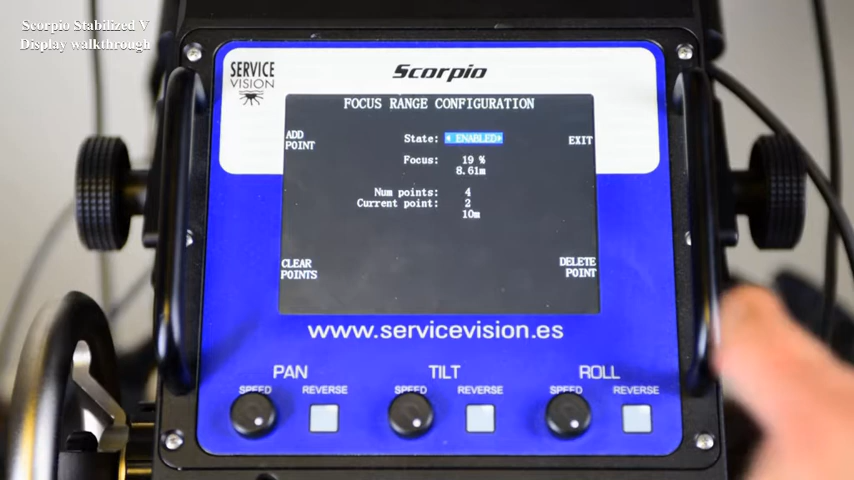 Scorpio Stabilized V
Display walkthrough
SERVICE
VISION
Scorpio
FOCUS RANGE CONFIGURATION
ADD
POINT
State: ENABLED
EXIT
Focus: 19 %
8.61m
Num points: 4
Current point: 2
10m
CLEAR
POINTS
DELETE
POINT
www.servicevision.es
PAN
TILT
ROLL
SPEED
REVERSE
SPEED
REVERSE
SPEED
REVERSE